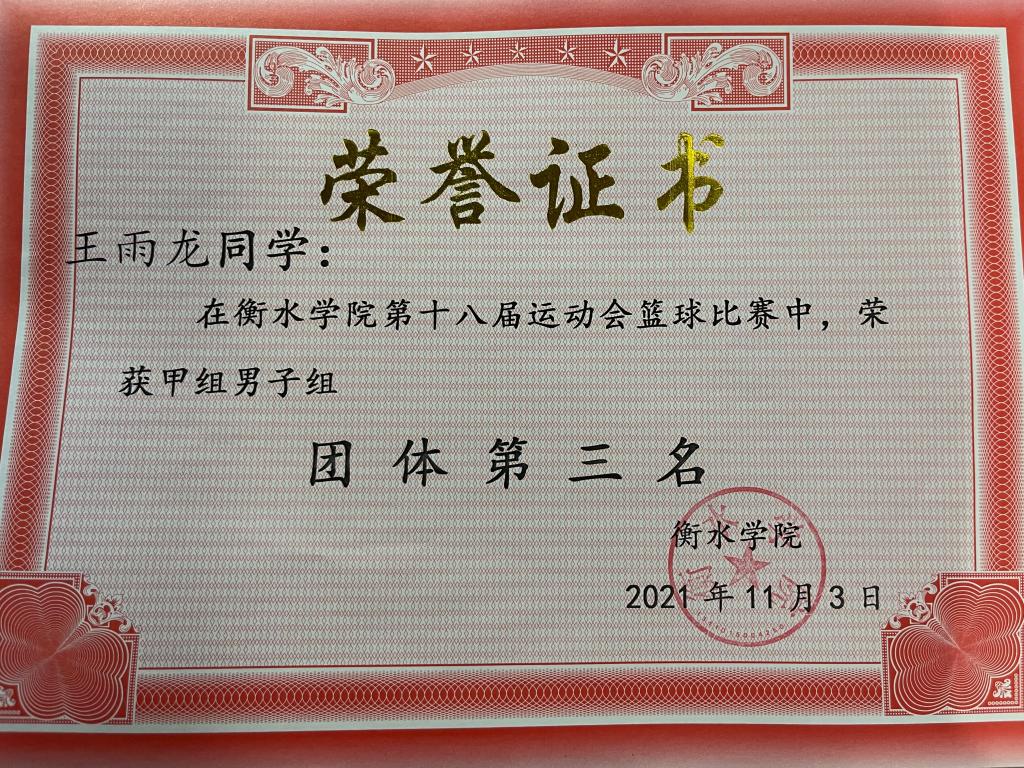 荣誉证书
王雨龙同学：
在衡水学院第十八届运动会篮球比赛中，荣
获甲组男子组
团体第三名
衡水学院
2021年11月3日